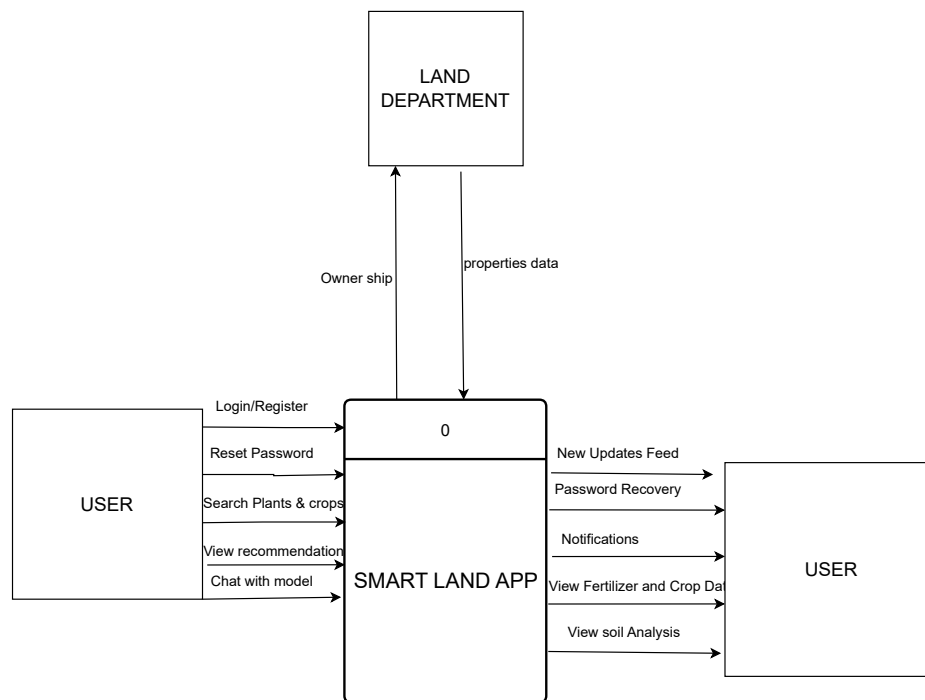 LAND
DEPARTMENT
Owner ship
properties data
Login/Register
0
Reset Password
New Updates Feed
Password Recovery
USER
Search Plants & crops
Notifications
View recommendation
SMART LAND APP
USER
Chat with model
View Fertilizer and Crop Dat
View soil Analysis